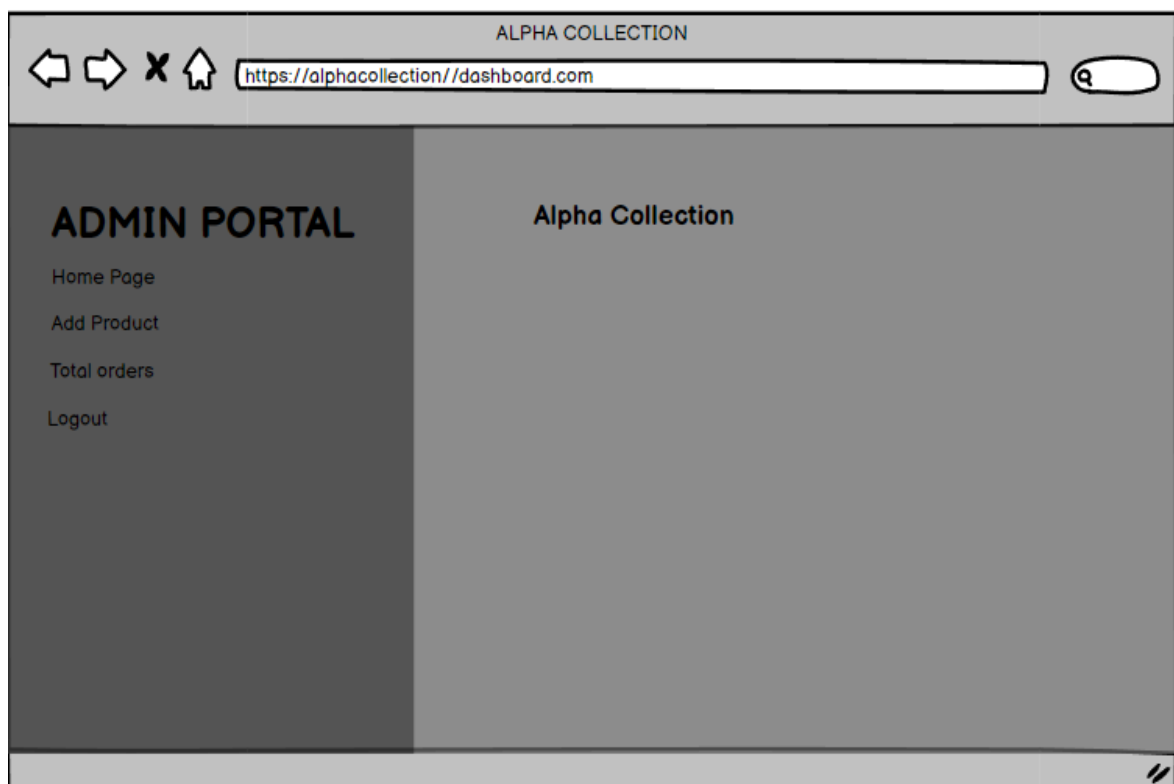 ALPHA COLLECTION
https://alphacollection//dashboard.com
ADMIN PORTAL
Home Page
Add Product
Total orders
Logout
Alpha Collection